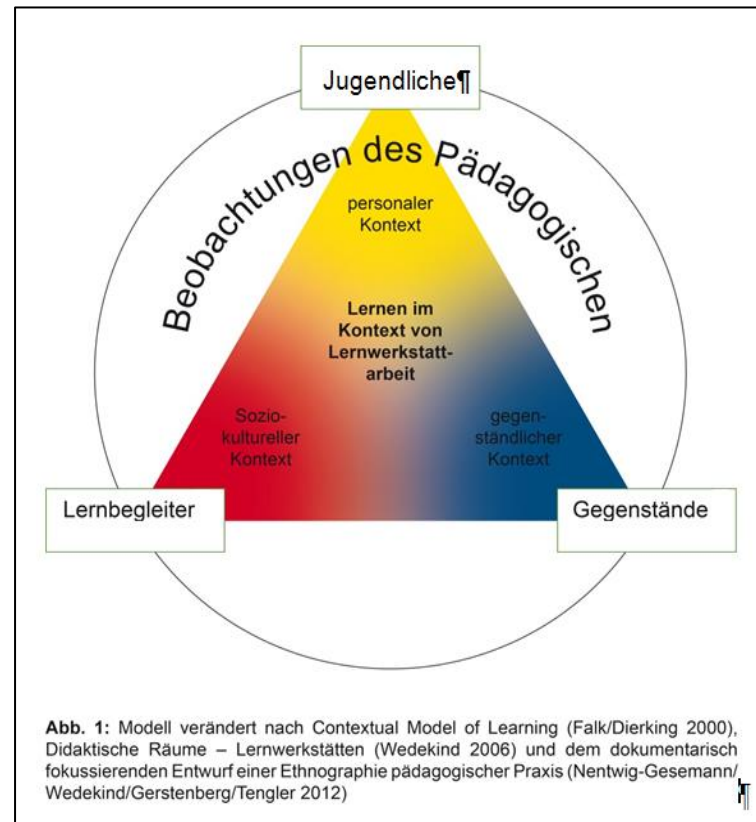 Jugendliche¶
Beobachtungen des Pädagogischen
personaler
Kontext
Lernen im
Kontext von
Lernwerkstatt-
arbeit
Sozio-
kultureller
Kontext
gegen-
ständlicher
Kontext
Lernbegleiter
Gegenstände
Abb. 1: Modell verändert nach Contextual Model of Learning (Falk/Dierking 2000),
Didaktische Räume – Lernwerkstätten (Wedekind 2006) und dem dokumentarisch
fokussierenden Entwurf einer Ethnographie pädagogischer Praxis (Nentwig-Gesemann/
Wedekind/Gerstenberg/Tengler 2012)
¶